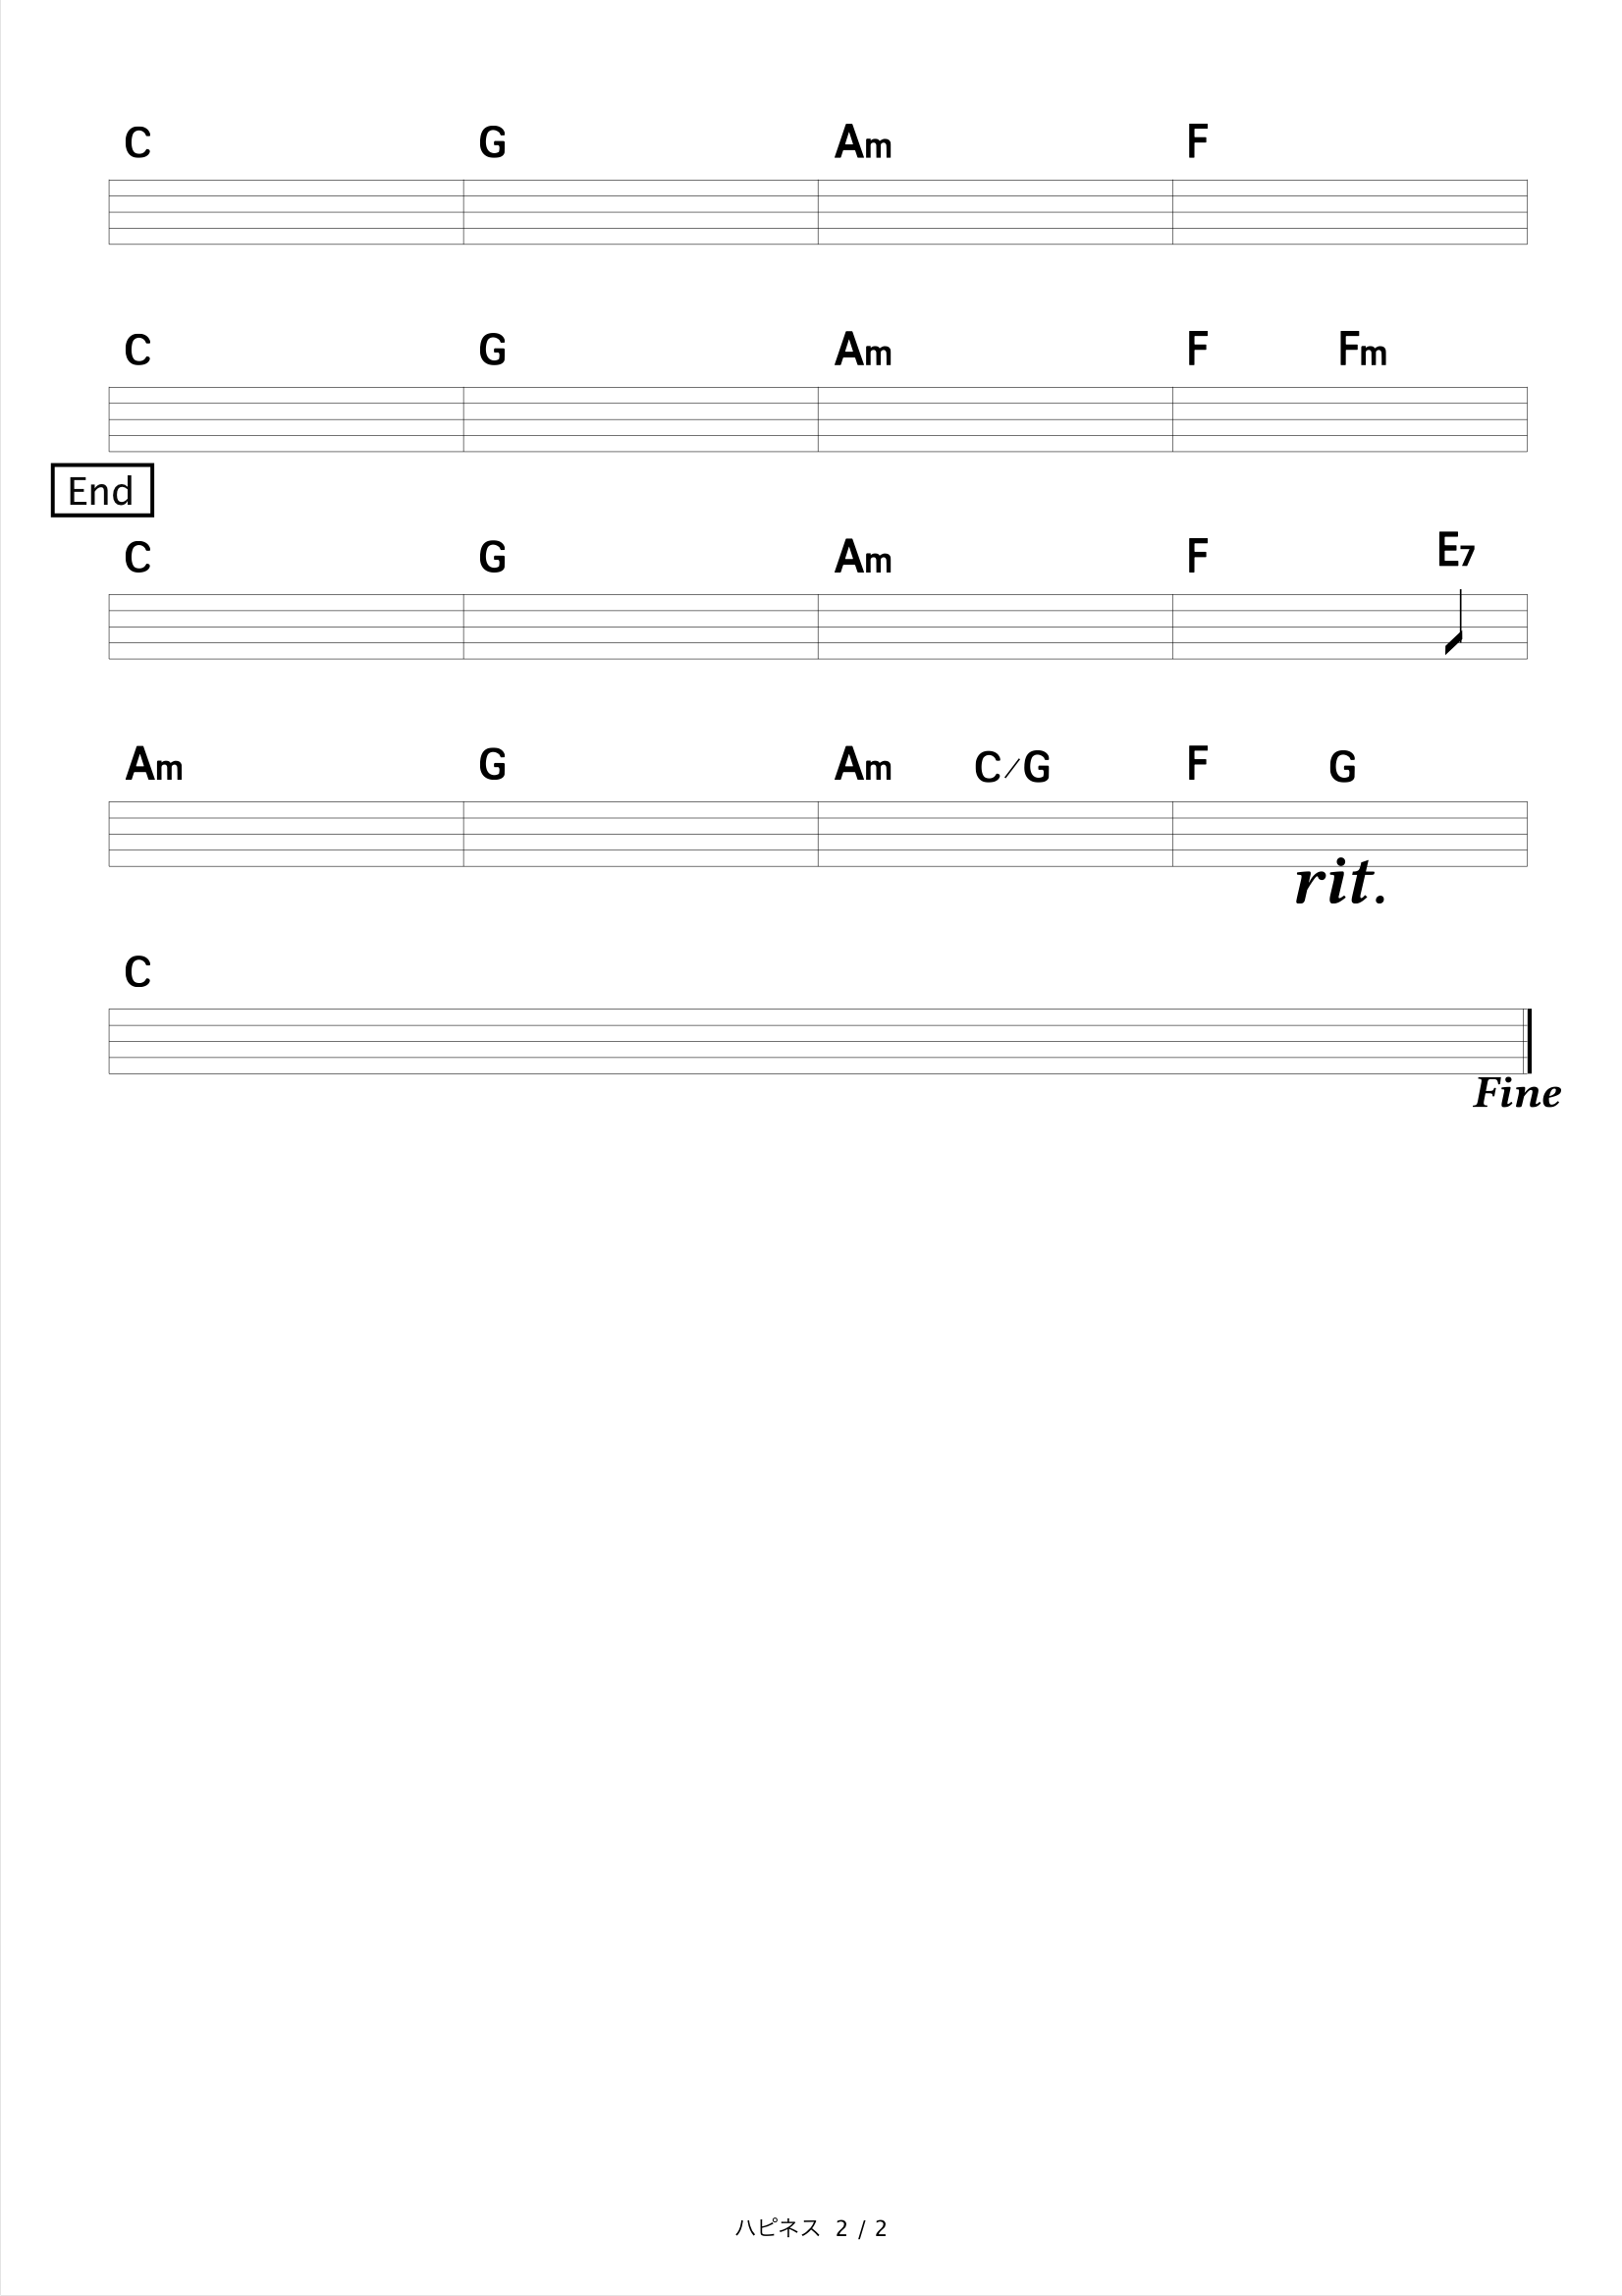 C G Am F
C G Am F Fm
End
C G Am F E7
Am G Am C/G F G
rit.
C
Fine
ハピネス 2 / 2